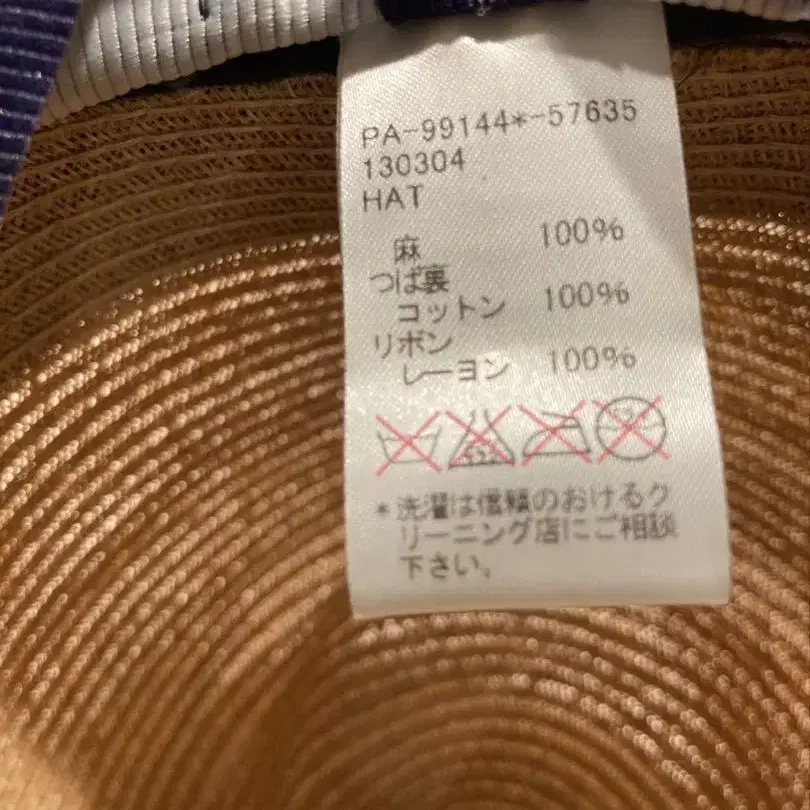 PA-99144*-57635
130304
HAT
麻 100%
つば裏
コットン 100%
リボン
レーヨン 100%
*洗濯は信頼のおけるク
リーニング店にご相談
下さい。